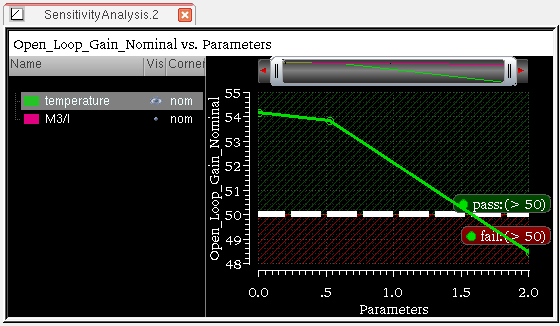 SensitivityAnalysis.2
Open_Loop_Gain_Nominal vs. Parameters
Name Vis Corner
temperature nom
M3/l nom
Open_Loop_Gain_Nominal
55
54
53
52
51
50
49
48
pass:(> 50)
fail:(> 50)
0.0 .5 1.0 1.5 2.0
Parameters